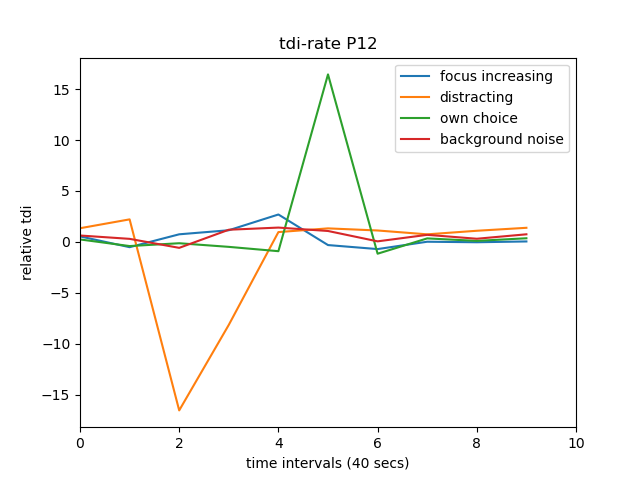 tdi-rate P12
focus increasing
distracting
own choice
background noise
15
10
5
0
−5
−10
−15
relative tdi
0 2 4 6 8 10
time intervals (40 secs)